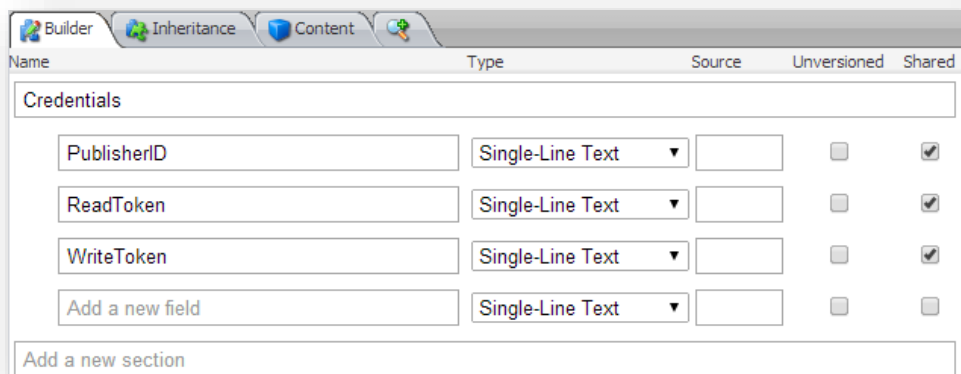 Builder Inheritance Content
Name Type Source Unversioned Shared
Credentials
PublisherID Single-Line Text
ReadToken Single-Line Text
WriteToken Single-Line Text
Add a new field Single-Line Text
Add a new section